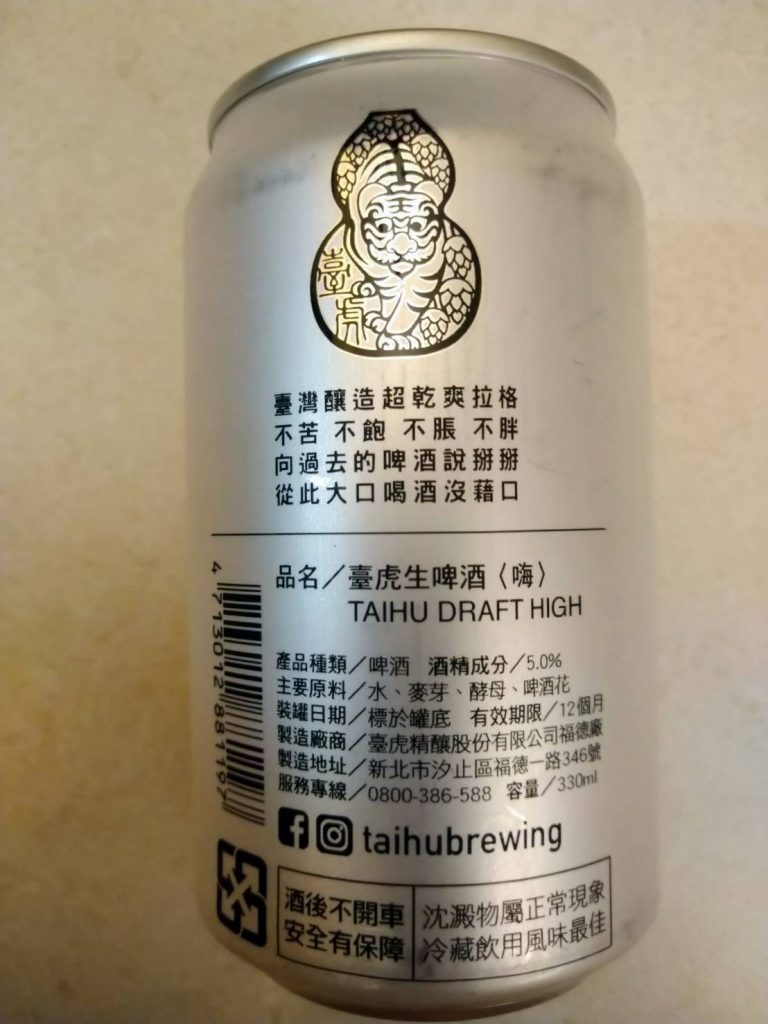 臺虎
臺灣釀造超乾爽拉格
不苦 不飽 不脹 不胖
向過去的啤酒說掰掰
從此大口喝酒沒藉口
品名／臺虎生啤酒〈嗨〉
TAIHU DRAFT HIGH
產品種類／啤酒 酒精成分／5.0%
主要原料／水、麥芽、酵母、啤酒花
裝罐日期／標於罐底 有效期限／12個月
製造廠商／臺虎精釀股份有限公司福德廠
製造地址／新北市汐止區福德一路346號
服務專線／0800-386-588 容量／330ml
taihubrewing
4 713012 881197
酒後不開車
安全有保障
沈澱物屬正常現象
冷藏飲用風味最佳